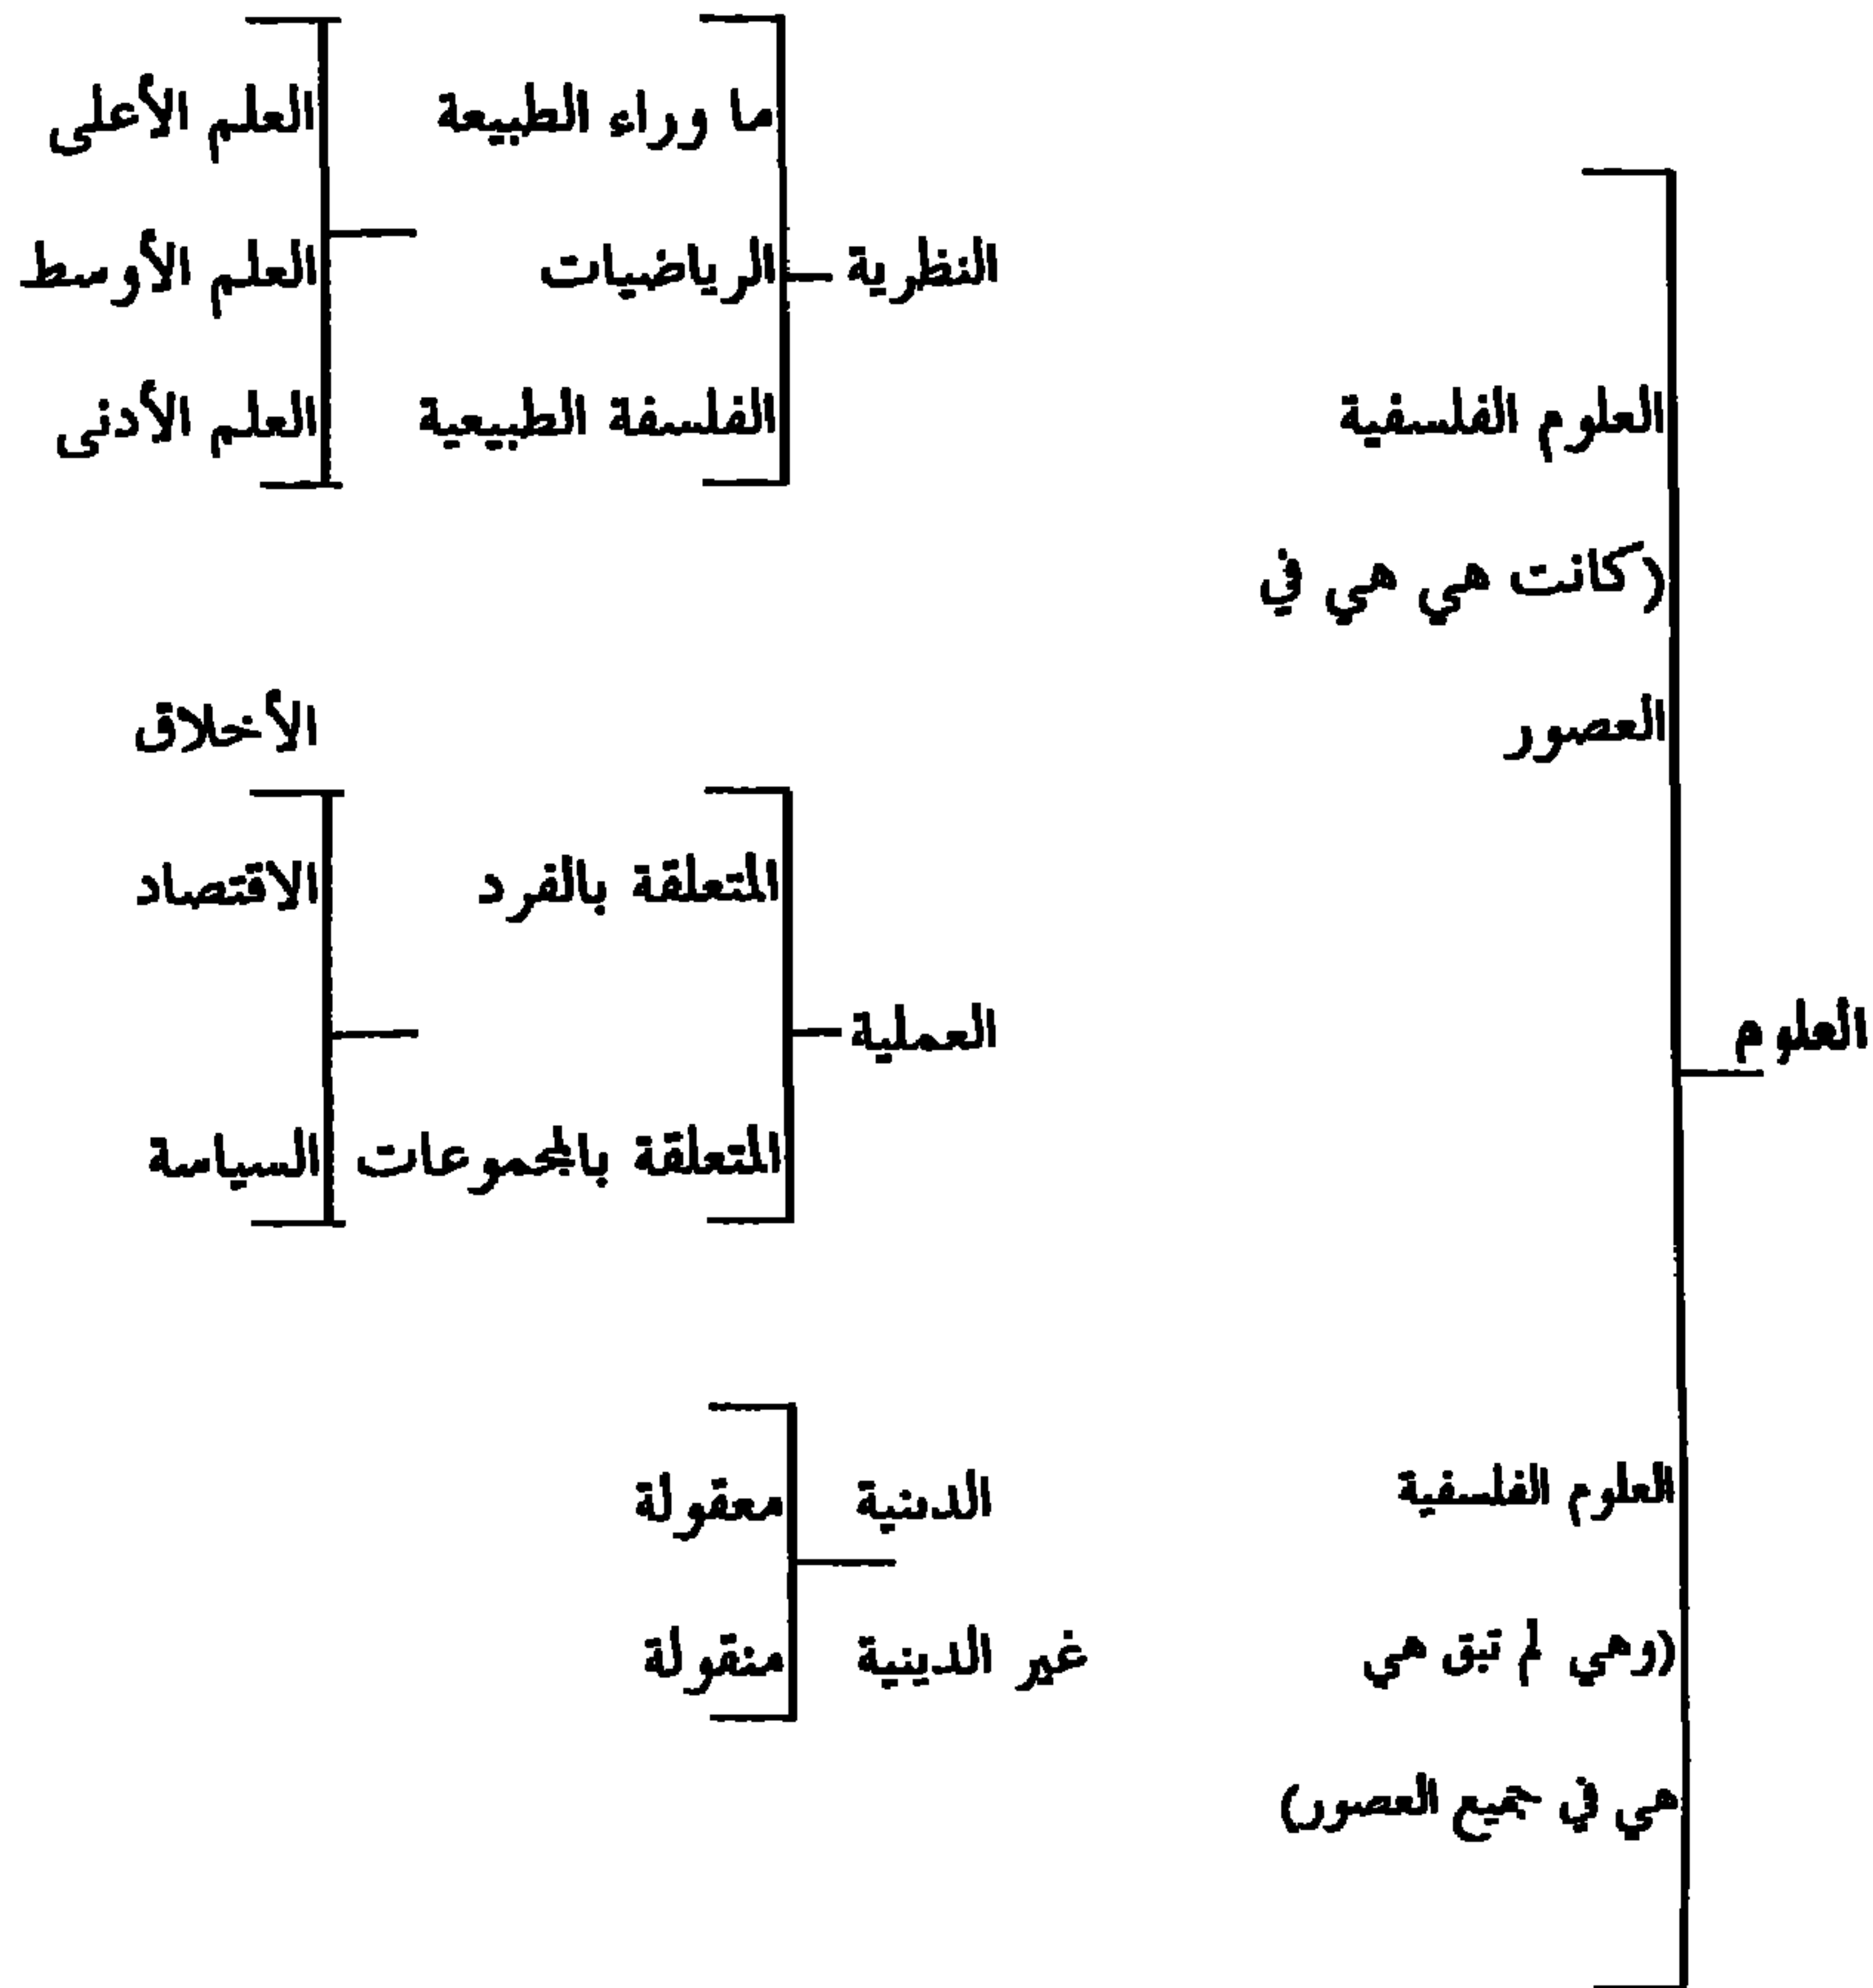 العلوم
العلوم الفلسفية
(كانت هي هي في
العصور
النظرية
ما وراء الطبيعة
الرياضيات
الفلسفة الطبيعية
العلم الأعلى
العلم الأوسط
العلم الأدنى
العملية
المتعلقة بالفرد
المتعلقة بالمجموعات
الأخلاق
الاقتصاد
السياسة
العلوم الفلسفية
(وهي لم تبق هي
هي في جميع العصور)
الدينية
غير الدينية
معقولة
منقولة